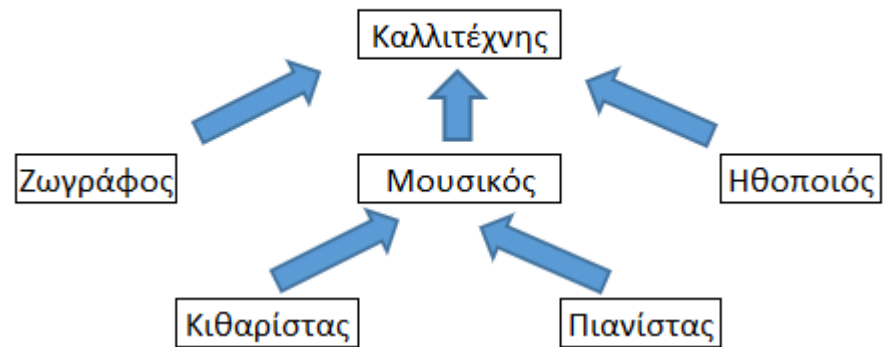 Καλλιτέχνης
Ζωγράφος
Μουσικός
Ηθοποιός
Κιθαρίστας
Πιανίστας